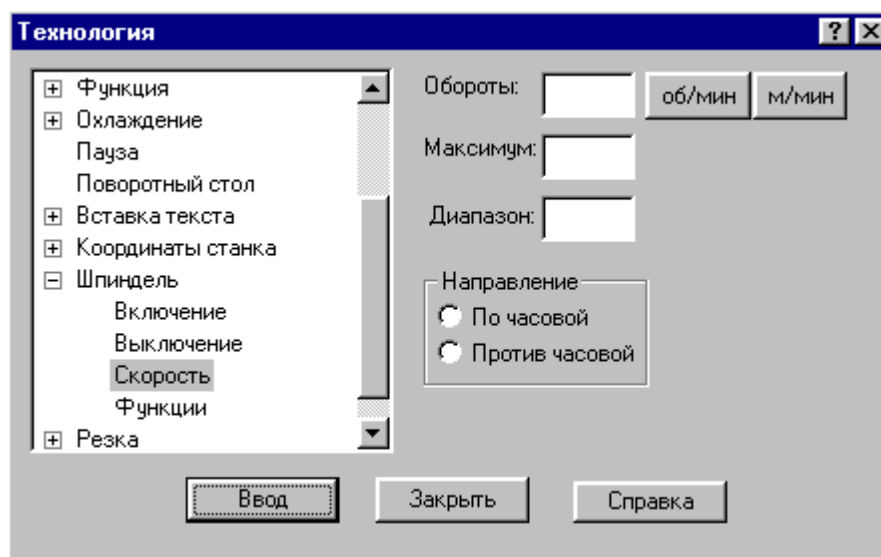 Технология
Функция
Охлаждение
Пауза
Поворотный стол
Вставка текста
Координаты станка
Шпиндель
Включение
Выключение
Скорость
Функции
Резка
Обороты:
об/мин
м/мин
Максимум:
Диапазон:
Направление
По часовой
Против часовой
Ввод
Закрыть
Справка